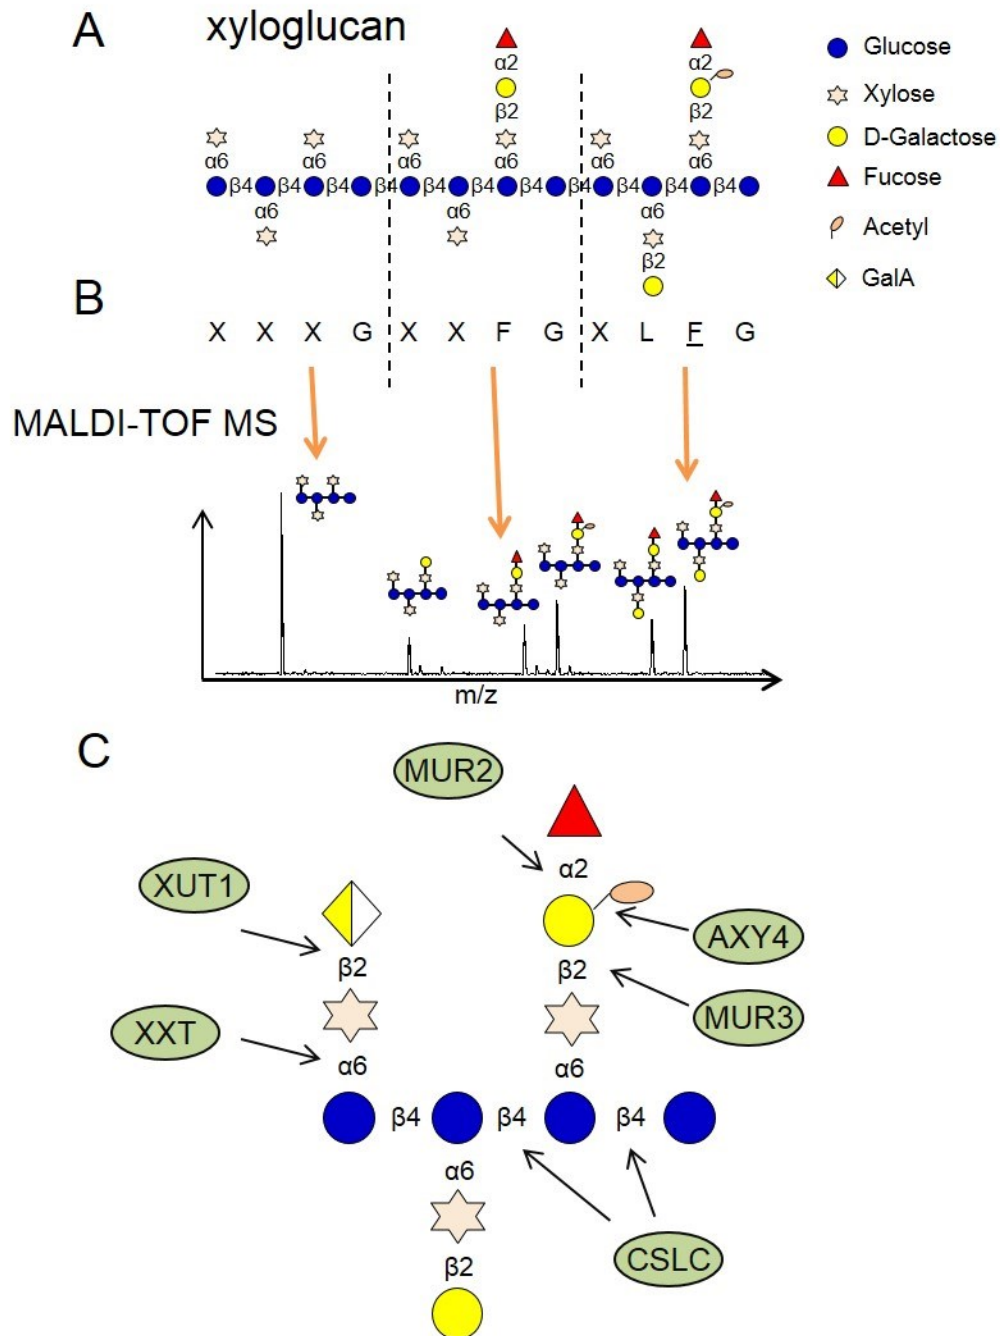 A
xyloglucan
α2 α2
β2 β2
α6 α6 α6 α6 α6 α6
β4 β4 β4 β4 β4 β4 β4 β4 β4 β4 β4
α6 α6 α6
β2
Glucose
Xylose
D-Galactose
Fucose
Acetyl
GalA
B
X X X G X X F G X L F G
MALDI-TOF MS
m/z
C
MUR2
α2
XUT1
AXY4
β2 β2
MUR3
XXT
α6 α6
β4 β4 β4
α6
CSLC
β2